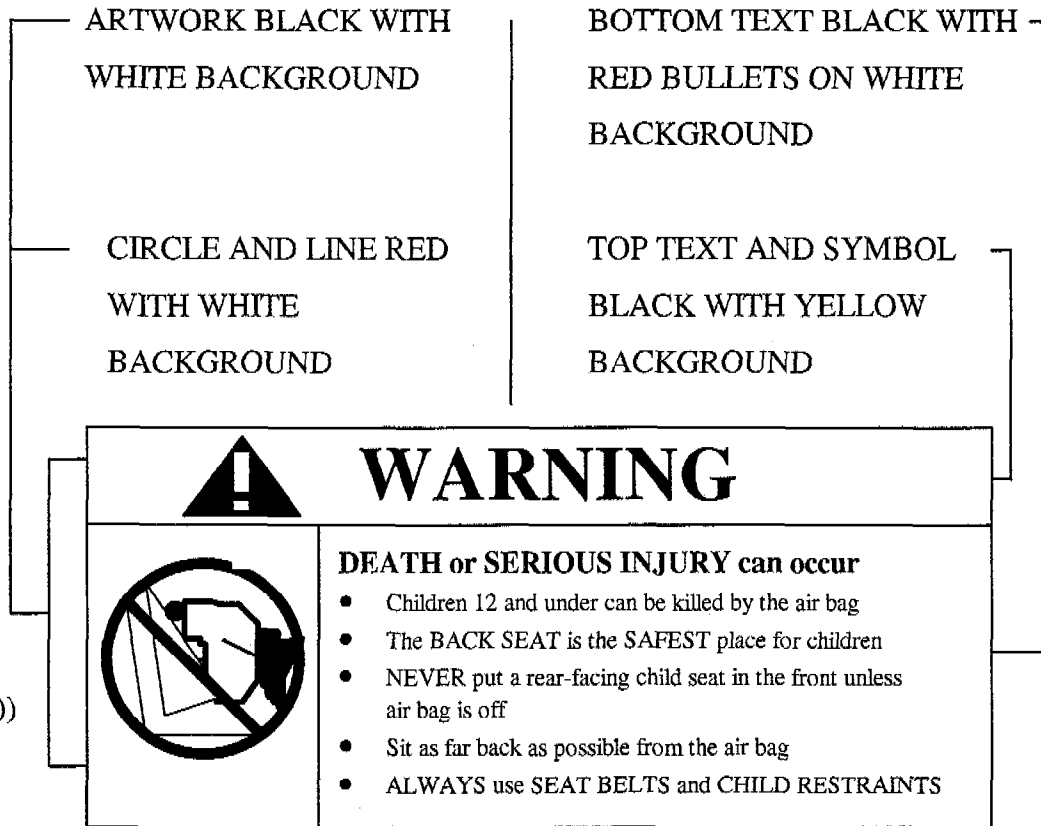 ARTWORK BLACK WITH
WHITE BACKGROUND
CIRCLE AND LINE RED
WITH WHITE
BACKGROUND
BOTTOM TEXT BLACK WITH
RED BULLETS ON WHITE
BACKGROUND
TOP TEXT AND SYMBOL
BLACK WITH YELLOW
BACKGROUND
WARNING
DEATH or SERIOUS INJURY can occur
• Children 12 and under can be killed by the air bag
• The BACK SEAT is the SAFEST place for children
• NEVER put a rear-facing child seat in the front unless
air bag is off
• Sit as far back as possible from the air bag
• ALWAYS use SEAT BELTS and CHILD RESTRAINTS
))